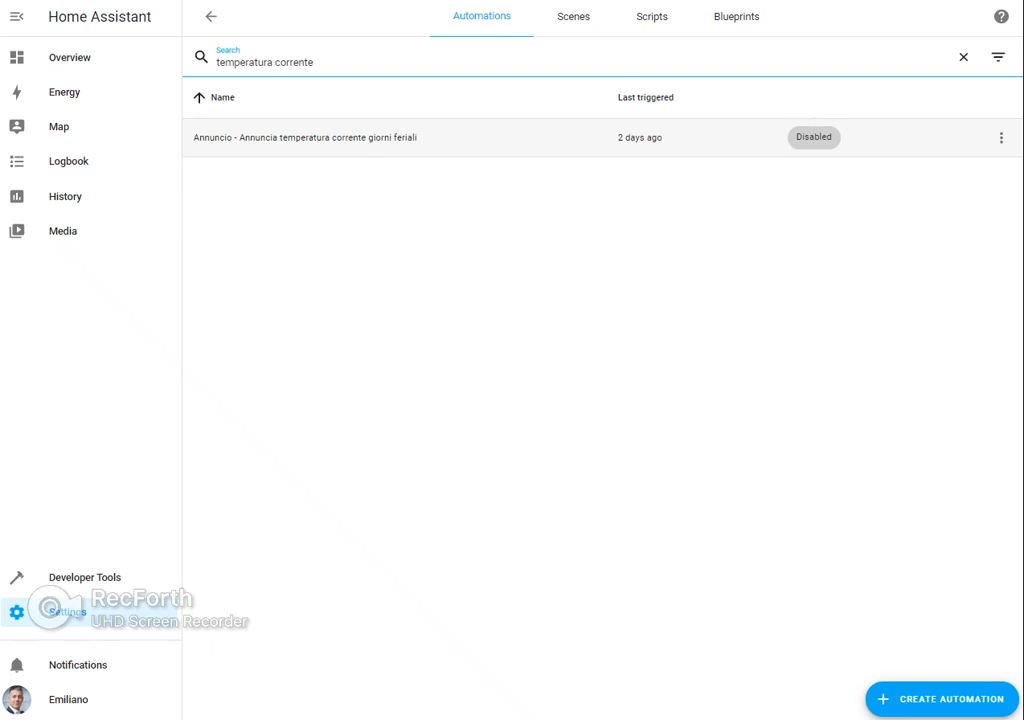 Home Assistant
Automations
Scenes
Scripts
Blueprints
Search
temperatura corrente
Overview
Energy
Map
Logbook
History
Media
Name
Last triggered
Annuncio - Annuncia temperatura corrente giorni feriali
2 days ago
Disabled
Developer Tools
Settings
RecForth
UHD Screen Recorder
Notifications
Emiliano
CREATE AUTOMATION